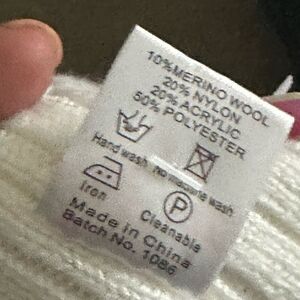 10%MERINO WOOL
20% NYLON
20% ACRYLIC
50% POLYESTER
Hand wash No machine wash
P
Iron Cleanable
Made in China
Batch No. 1086